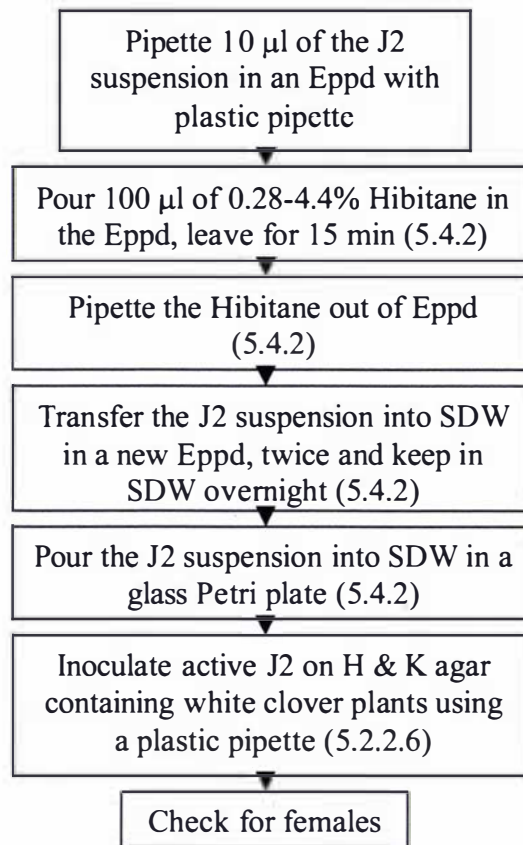 Pipette 10 µl of the J2
suspension in an Eppd with
plastic pipette
Pour 100 µl of 0.28-4.4% Hibitane in
the Eppd, leave for 15 min (5.4.2)
Pipette the Hibitane out of Eppd
(5.4.2)
Transfer the J2 suspension into SDW
in a new Eppd, twice and keep in
SDW overnight (5.4.2)
Pour the J2 suspension into SDW in a
glass Petri plate (5.4.2)
Inoculate active J2 on H & K agar
containing white clover plants using
a plastic pipette (5.2.2.6)
Check for females